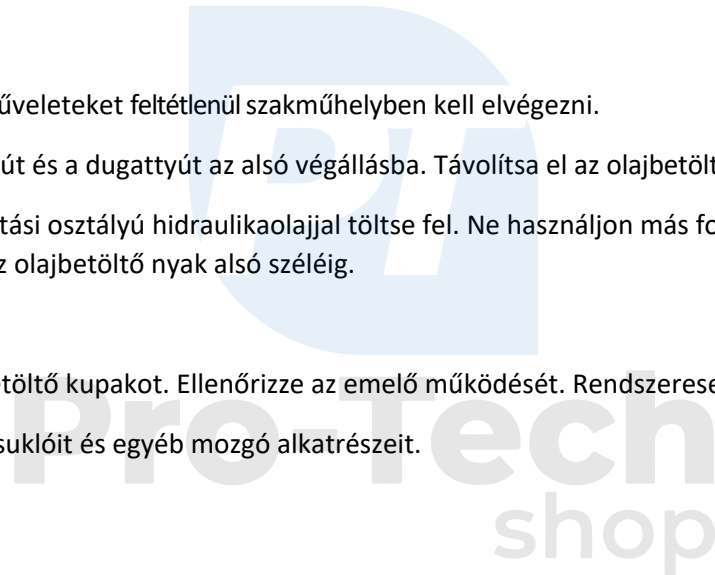 űveleteket feltétlenül szakműhelyben kell elvégezni.
út és a dugattyút az alsó végállásba. Távolítsa el az olajbetölt
tási osztályú hidraulikaolajjal töltse fel. Ne használjon más fo
z olajbetöltő nyak alsó széléig.
töltő kupakot. Ellenőrizze az emelő működését. Rendszerese
suklóit és egyéb mozgó alkatrészeit.
PT
Pro-Tech
shop